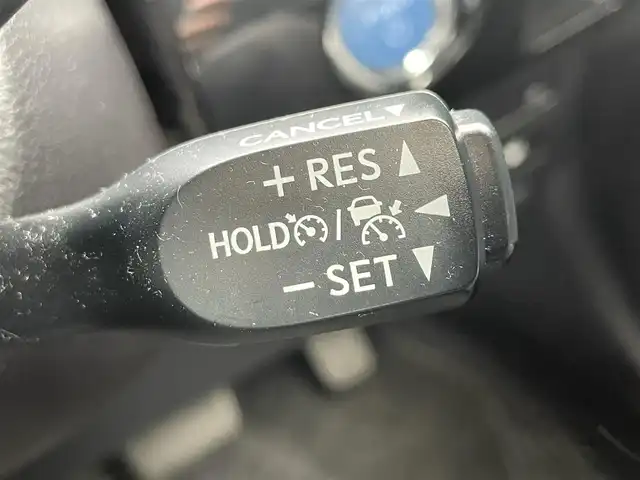 CANCEL▼
+ RES ▲
HOLD / ◀
− SET ▼